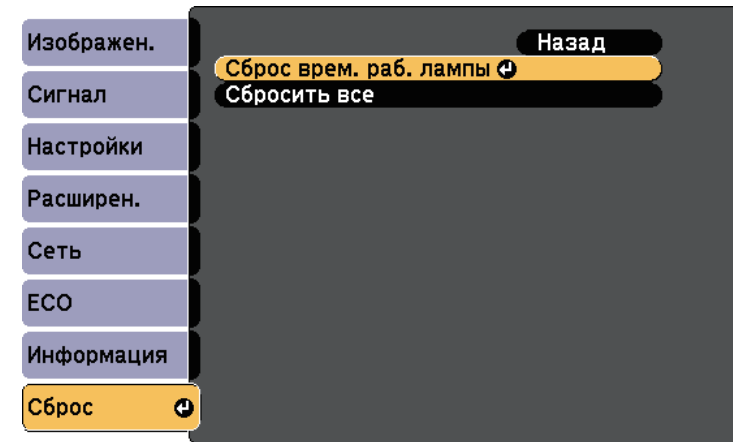 Изображен.
Сигнал
Настройки
Расширен.
Сеть
ECO
Информация
Сброс
Назад
Сброс врем. раб. лампы
Сбросить все